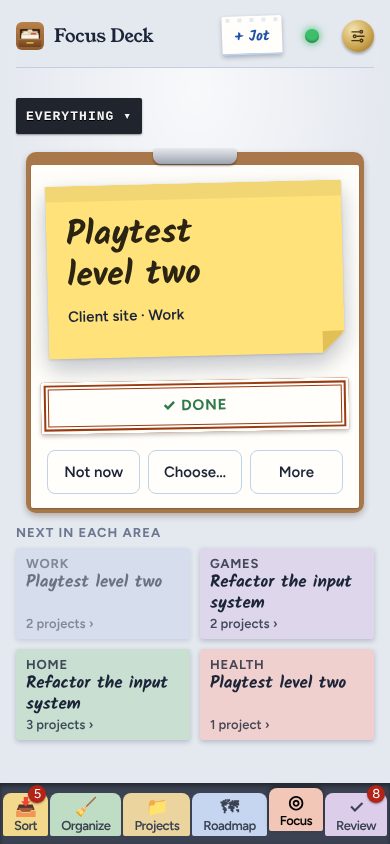 Focus Deck
+ Jot
EVERYTHING ▾
Playtest
level two
Client site · Work
✓ DONE
Not now
Choose...
More
NEXT IN EACH AREA
WORK
Playtest level two
2 projects ›
GAMES
Refactor the input
system
2 projects ›
HOME
Refactor the input
system
3 projects ›
HEALTH
Playtest level two
1 project ›
5
Sort
Organize
Projects
Roadmap
Focus
8
Review